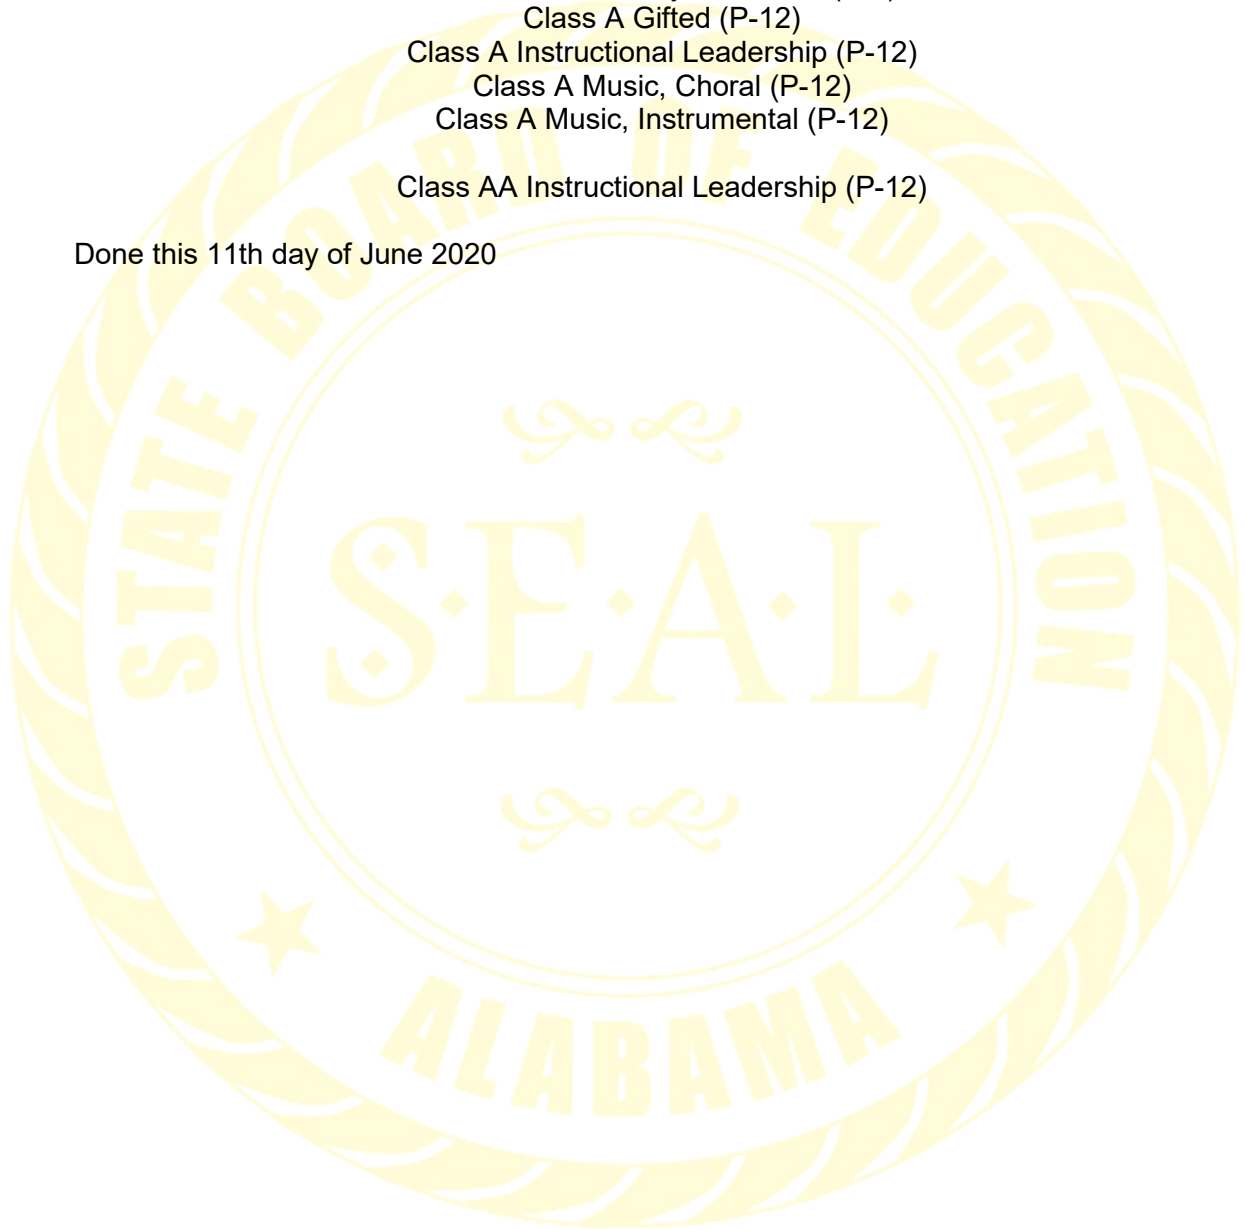 Class A Gifted (P-12)
Class A Instructional Leadership (P-12)
Class A Music, Choral (P-12)
Class A Music, Instrumental (P-12)
Class AA Instructional Leadership (P-12)
Done this 11th day of June 2020
STATE BOARD OF EDUCATION
S·E·A·L·
ALABAMA